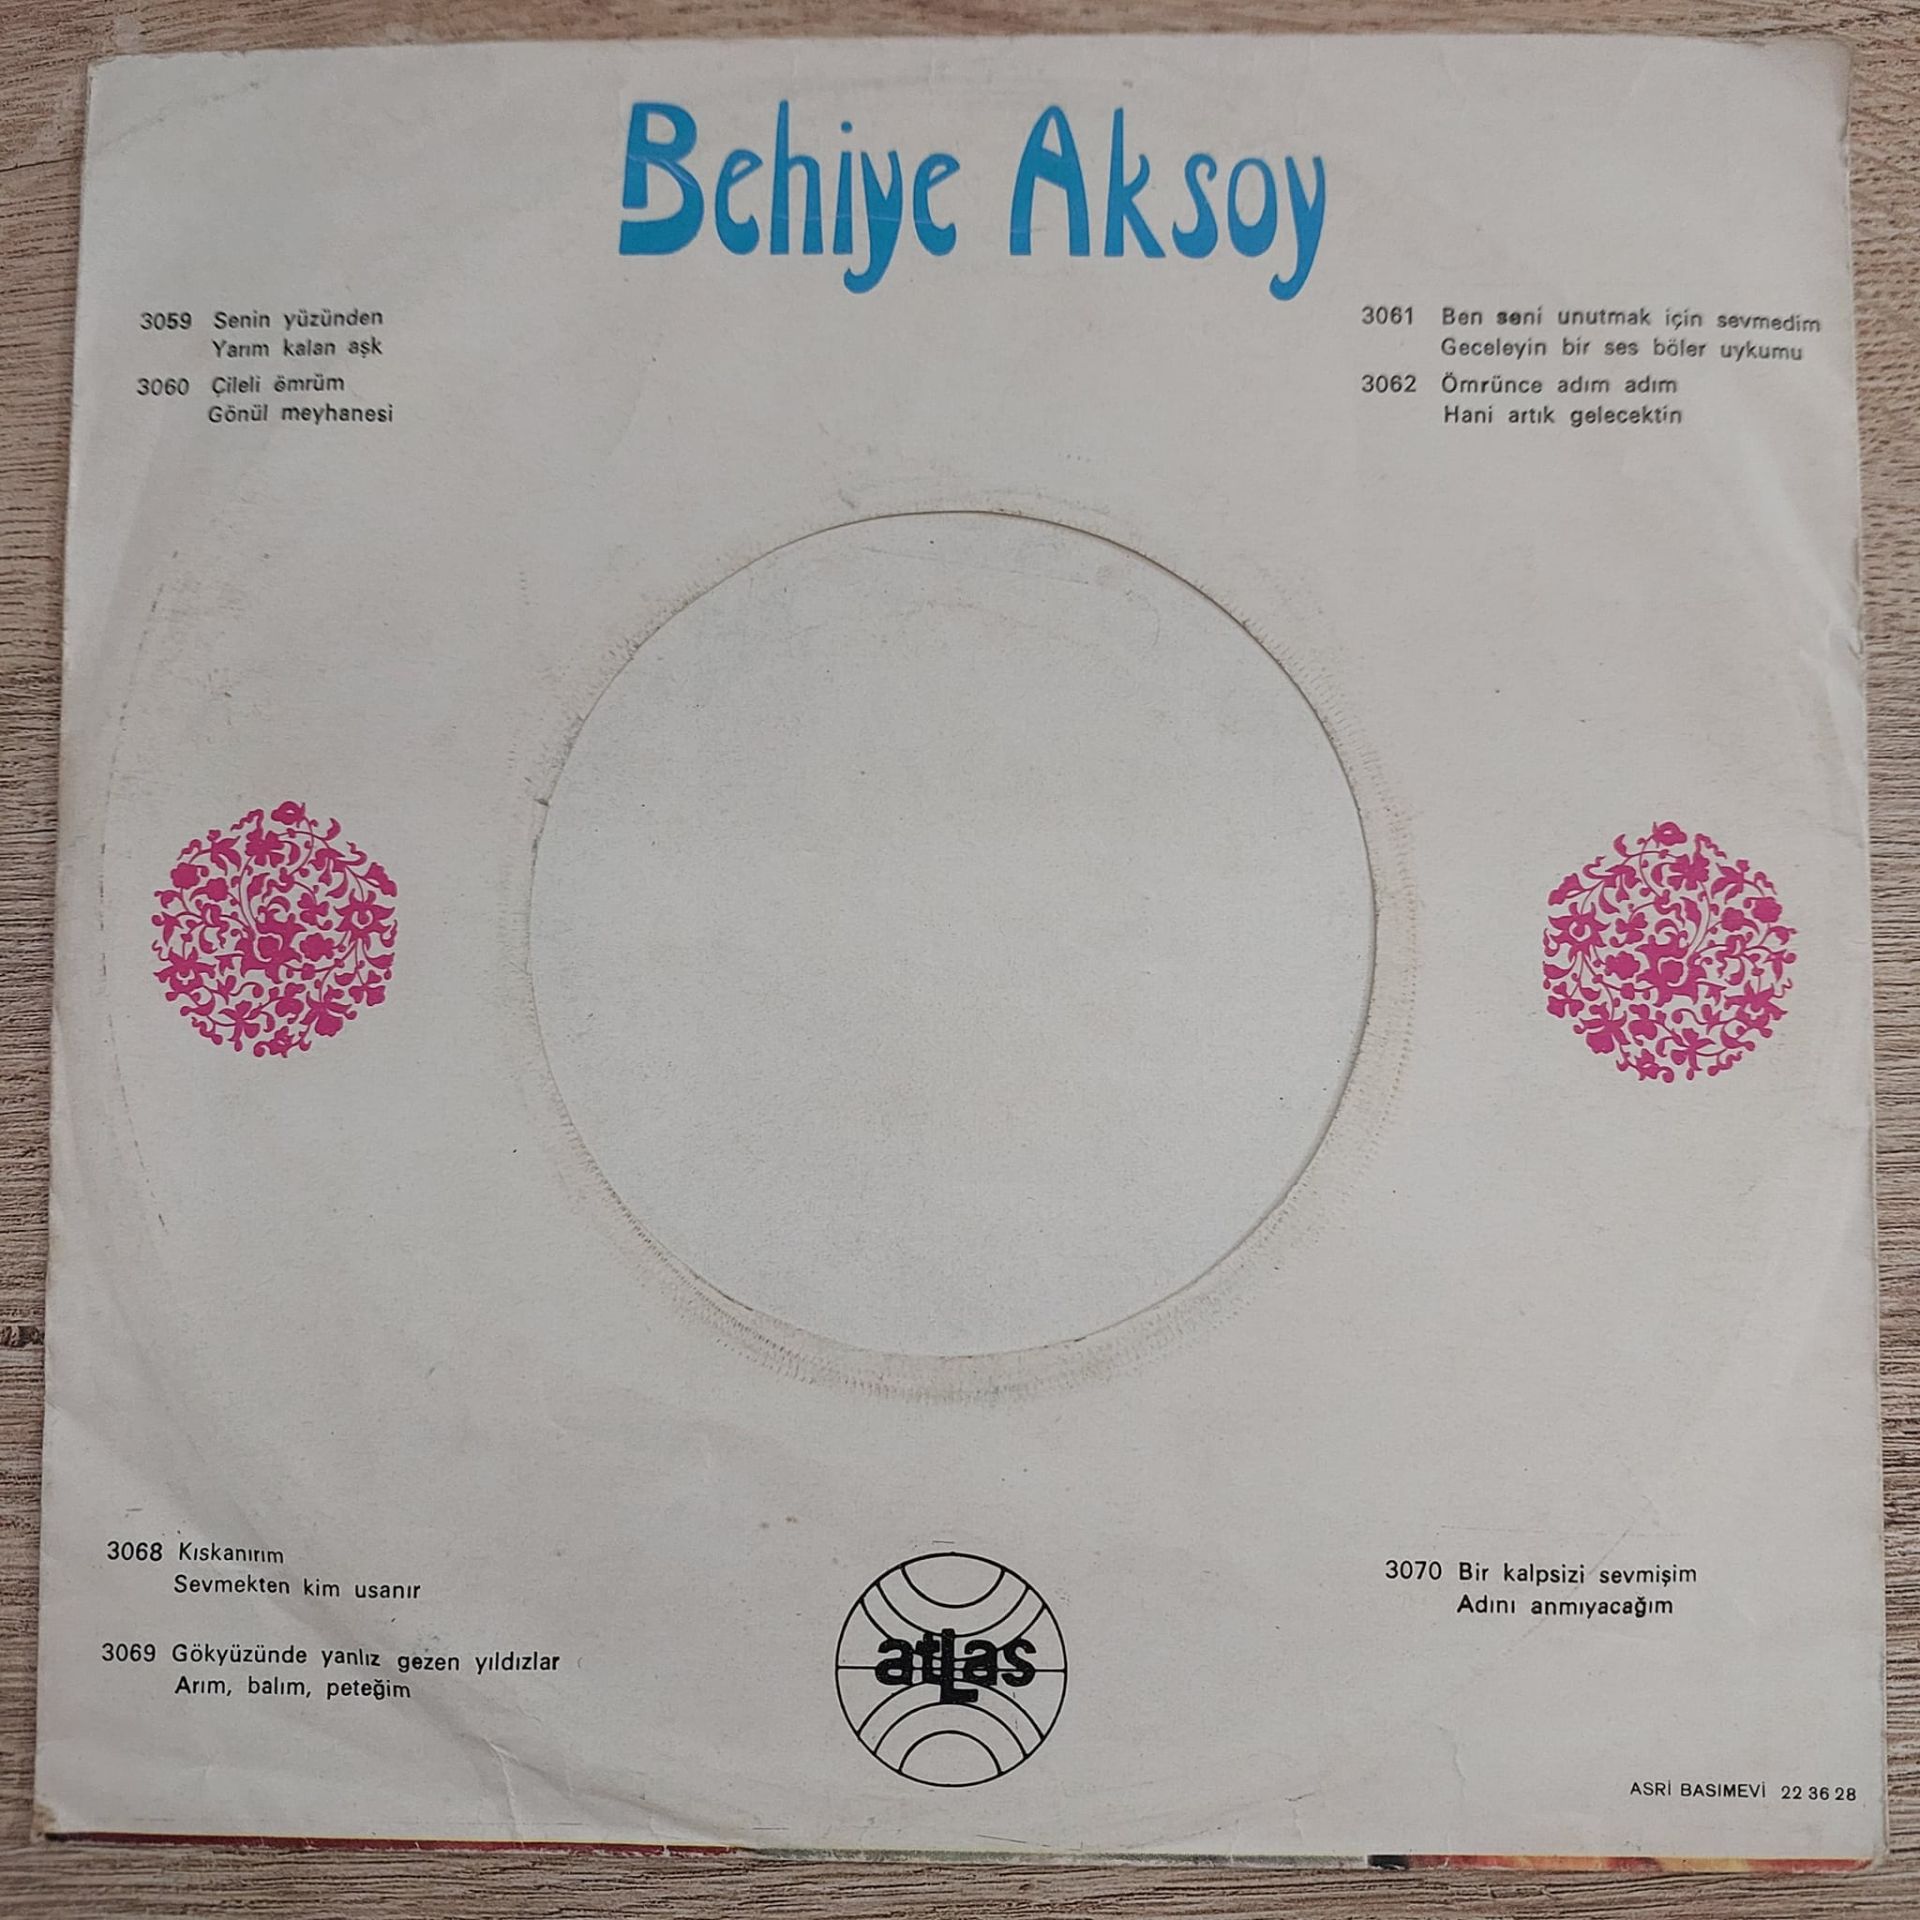 Behiye Aksoy
3059 Senin yüzünden
Yarım kalan aşk
3060 Çileli ömrüm
Gönül meyhanesi
3061 Ben seni unutmak için sevmedim
Geceleyin bir ses böler uykumu
3062 Ömrünce adım adım
Hani artık gelecektin
3068 Kıskanırım
Sevmekten kim usanır
3069 Gökyüzünde yanlız gezen yıldızlar
Arım, balım, peteğim
atLas
3070 Bir kalpsizi sevmişim
Adını anmıyacağım
ASRİ BASIMEVİ 22 36 28